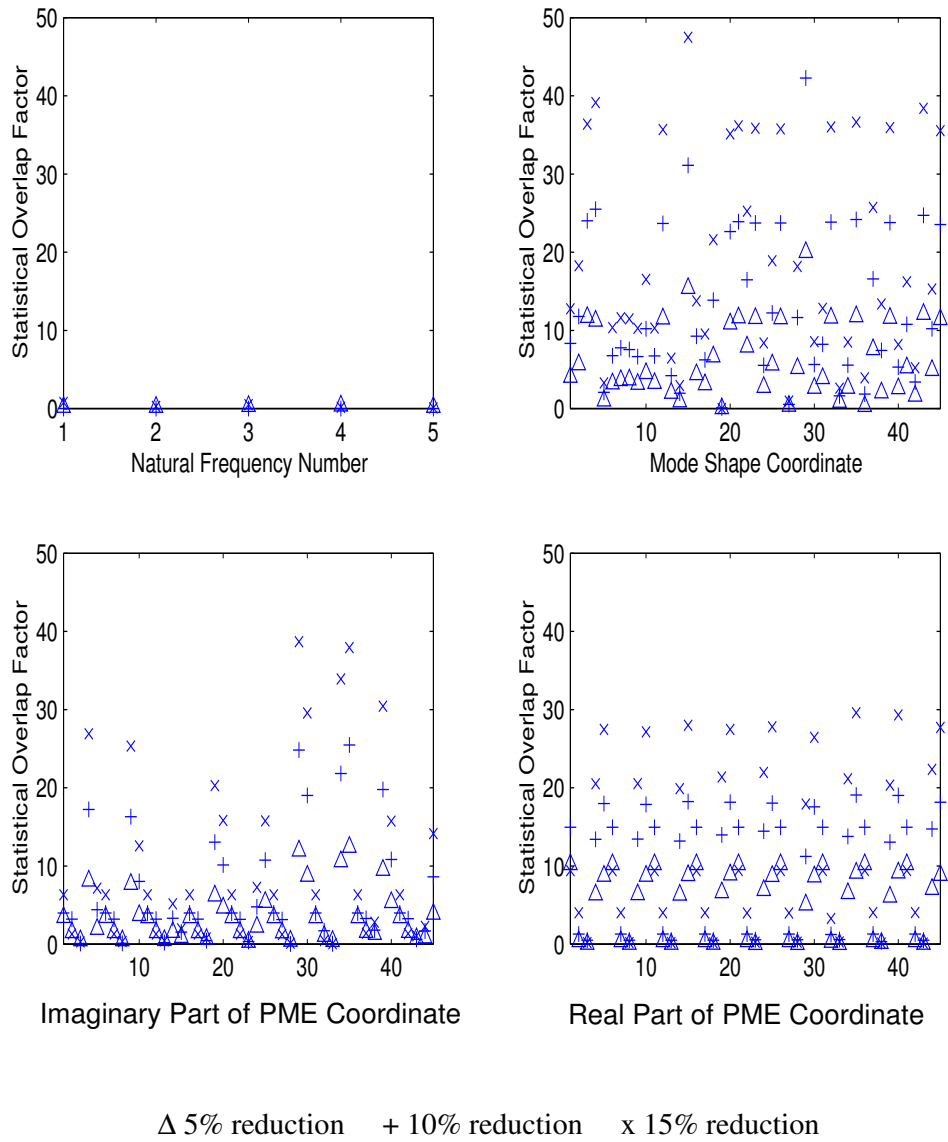 50
40
30
20
10
0
Statistical Overlap Factor
1 2 3 4 5
Natural Frequency Number
50
40
30
20
10
0
Statistical Overlap Factor
10 20 30 40
Mode Shape Coordinate
50
40
30
20
10
0
Statistical Overlap Factor
10 20 30 40
Imaginary Part of PME Coordinate
50
40
30
20
10
0
Statistical Overlap Factor
10 20 30 40
Real Part of PME Coordinate
Δ 5% reduction + 10% reduction x 15% reduction